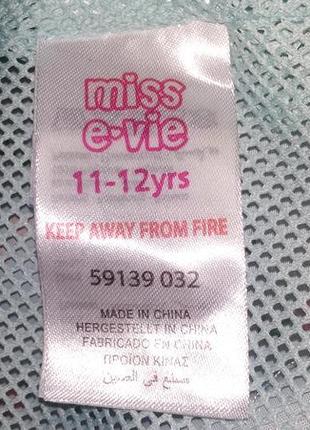 miss
e·vie
11-12yrs
KEEP AWAY FROM FIRE
59139 032
MADE IN CHINA
HERGESTELLT IN CHINA
FABRICADO EN CHINA
ΠΡΟΪΟΝ ΚΙΝΑΣ
صنع في الصين